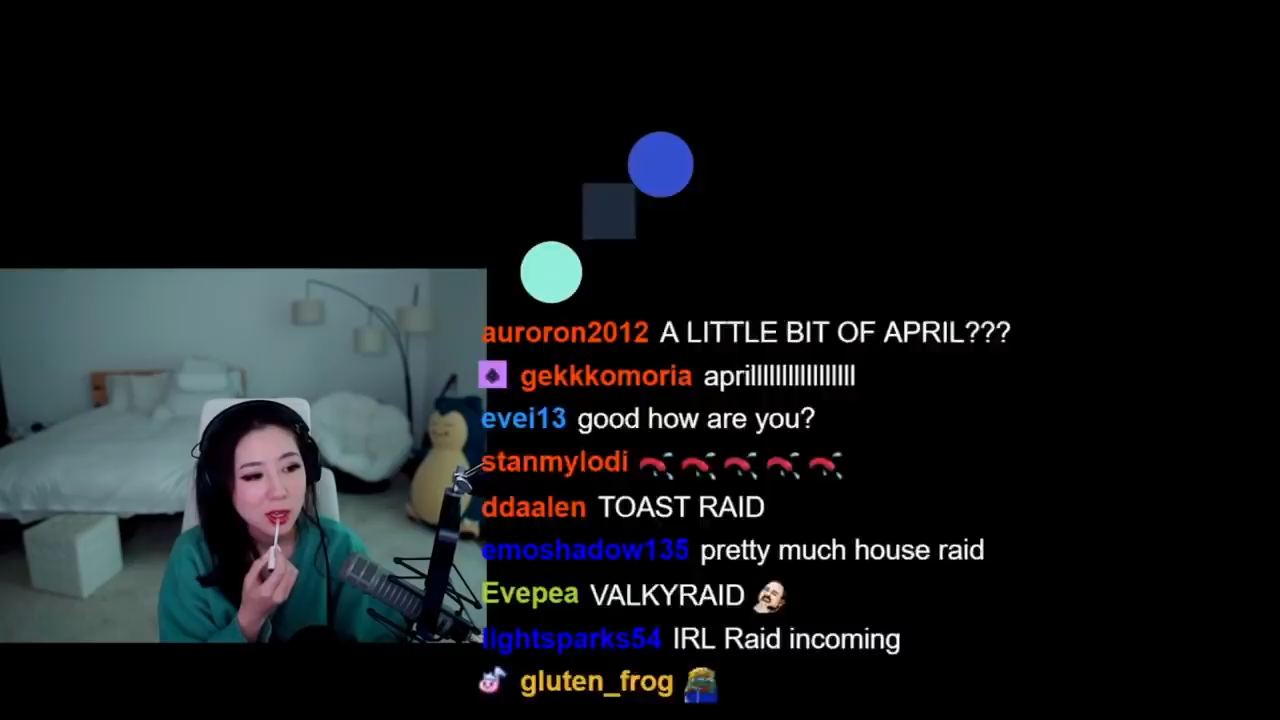 auroron2012 A LITTLE BIT OF APRIL???
gekkkomoria aprillllllllllllllllll
evei13 good how are you?
stanmylodi
ddaalen TOAST RAID
emoshadow135 pretty much house raid
Evepea VALKYRAID
lightsparks54 IRL Raid incoming
gluten_frog